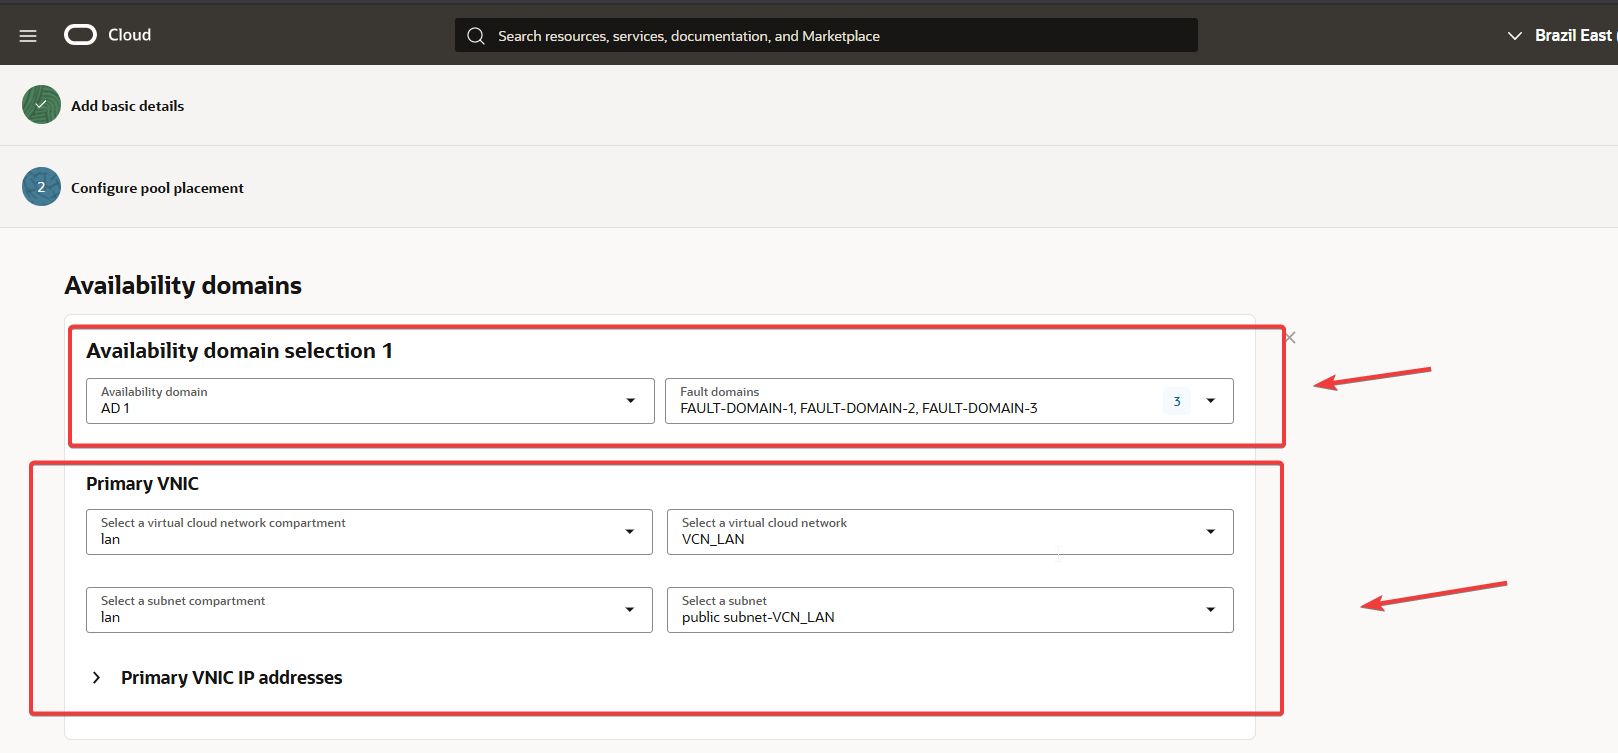 Cloud
Search resources, services, documentation, and Marketplace
Brazil East
Add basic details
2
Configure pool placement
Availability domains
Availability domain selection 1
Availability domain
AD 1
Fault domains
FAULT-DOMAIN-1, FAULT-DOMAIN-2, FAULT-DOMAIN-3
3
Primary VNIC
Select a virtual cloud network compartment
lan
Select a virtual cloud network
VCN_LAN
Select a subnet compartment
lan
Select a subnet
public subnet-VCN_LAN
Primary VNIC IP addresses